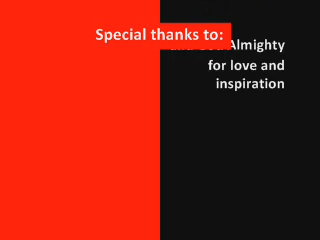 Special thanks to:
Almighty
for love and
inspiration